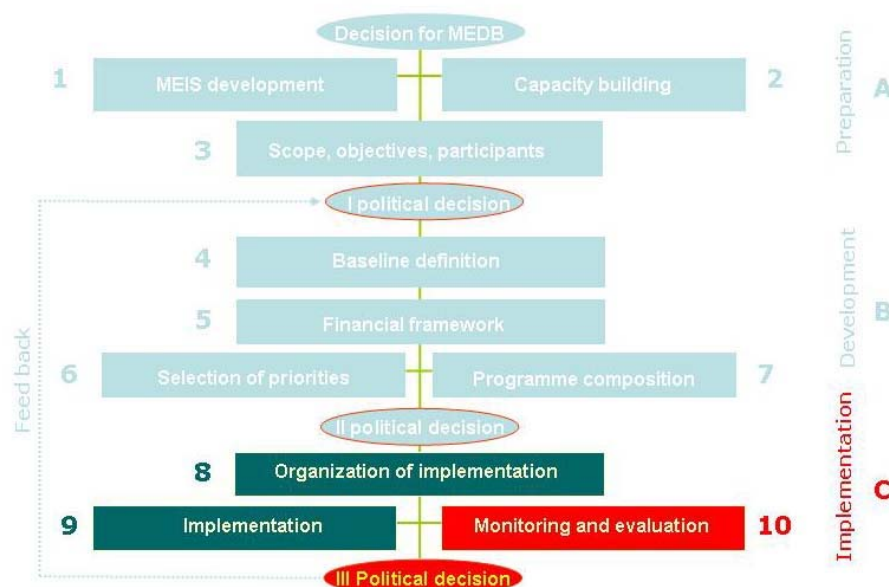 Decision for MEDB
1 MEIS development Capacity building 2
3 Scope, objectives, participants
I political decision
4 Baseline definition
5 Financial framework
6 Selection of priorities Programme composition 7
II political decision
8 Organization of implementation
9 Implementation Monitoring and evaluation 10
III Political decision
Feed back
Preparation A
Development B
Implementation C